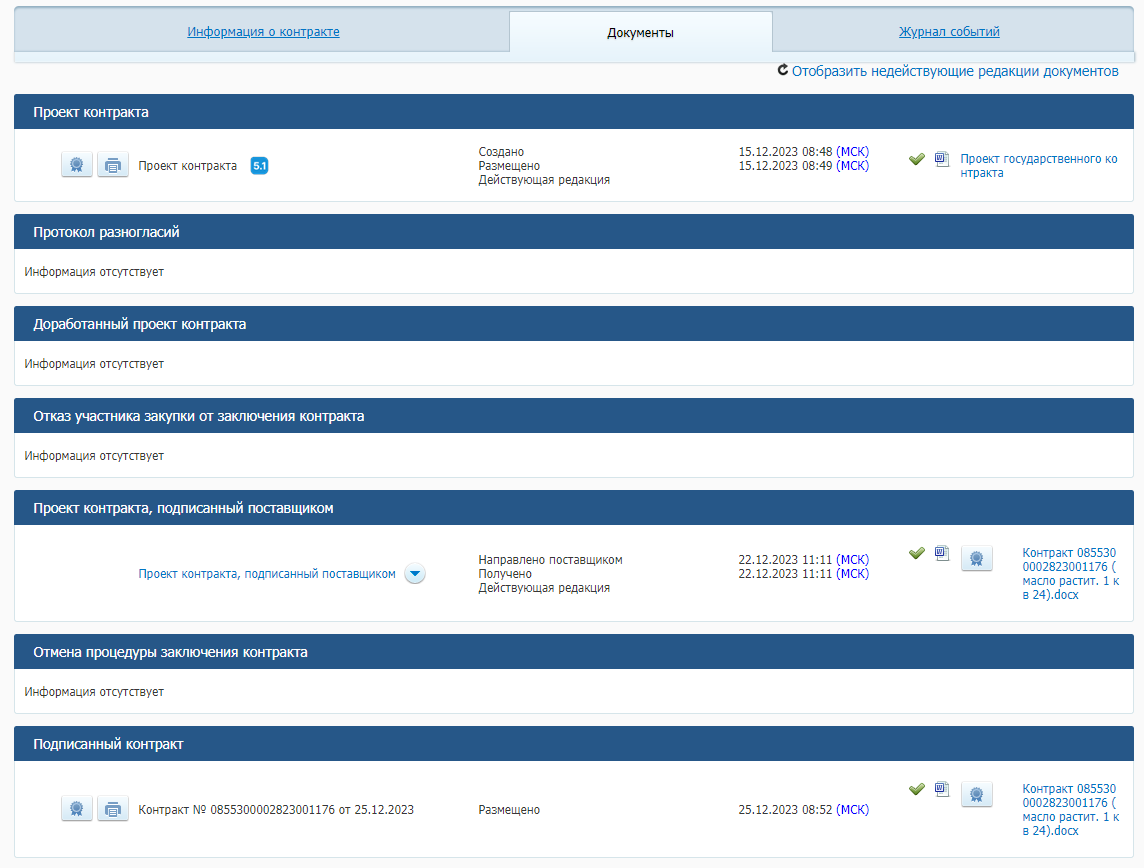 Информация о контракте
Документы
Журнал событий
Отобразить недействующие редакции документов
Проект контракта
Проект контракта 5.1
Создано 15.12.2023 08:48 (МСК)
Размещено 15.12.2023 08:49 (МСК)
Действующая редакция
Проект государственного ко
нтракта
Протокол разногласий
Информация отсутствует
Доработанный проект контракта
Информация отсутствует
Отказ участника закупки от заключения контракта
Информация отсутствует
Проект контракта, подписанный поставщиком
Проект контракта, подписанный поставщиком
Направлено поставщиком 22.12.2023 11:11 (МСК)
Получено 22.12.2023 11:11 (МСК)
Действующая редакция
Контракт 085530
0002823001176 (
масло растит. 1 к
в 24).docx
Отмена процедуры заключения контракта
Информация отсутствует
Подписанный контракт
Контракт № 0855300002823001176 от 25.12.2023
Размещено 25.12.2023 08:52 (МСК)
Контракт 085530
0002823001176 (
масло растит. 1 к
в 24).docx